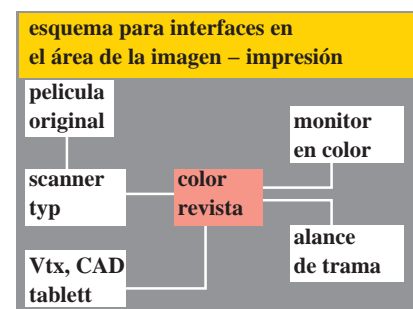 esquema para interfaces en
el área de la imagen – impresión
pelicula
original
monitor
en color
scanner
typ
color
revista
alance
de trama
Vtx, CAD
tablett